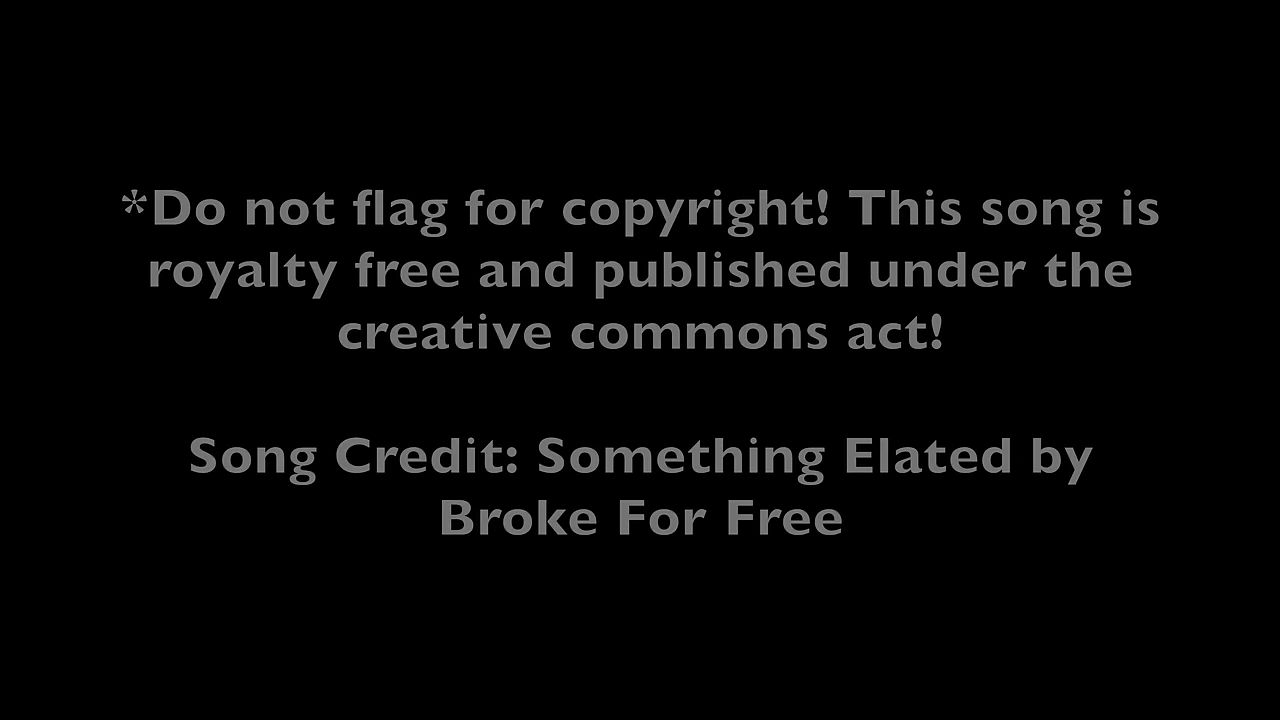 *Do not flag for copyright! This song is
royalty free and published under the
creative commons act!
Song Credit: Something Elated by
Broke For Free